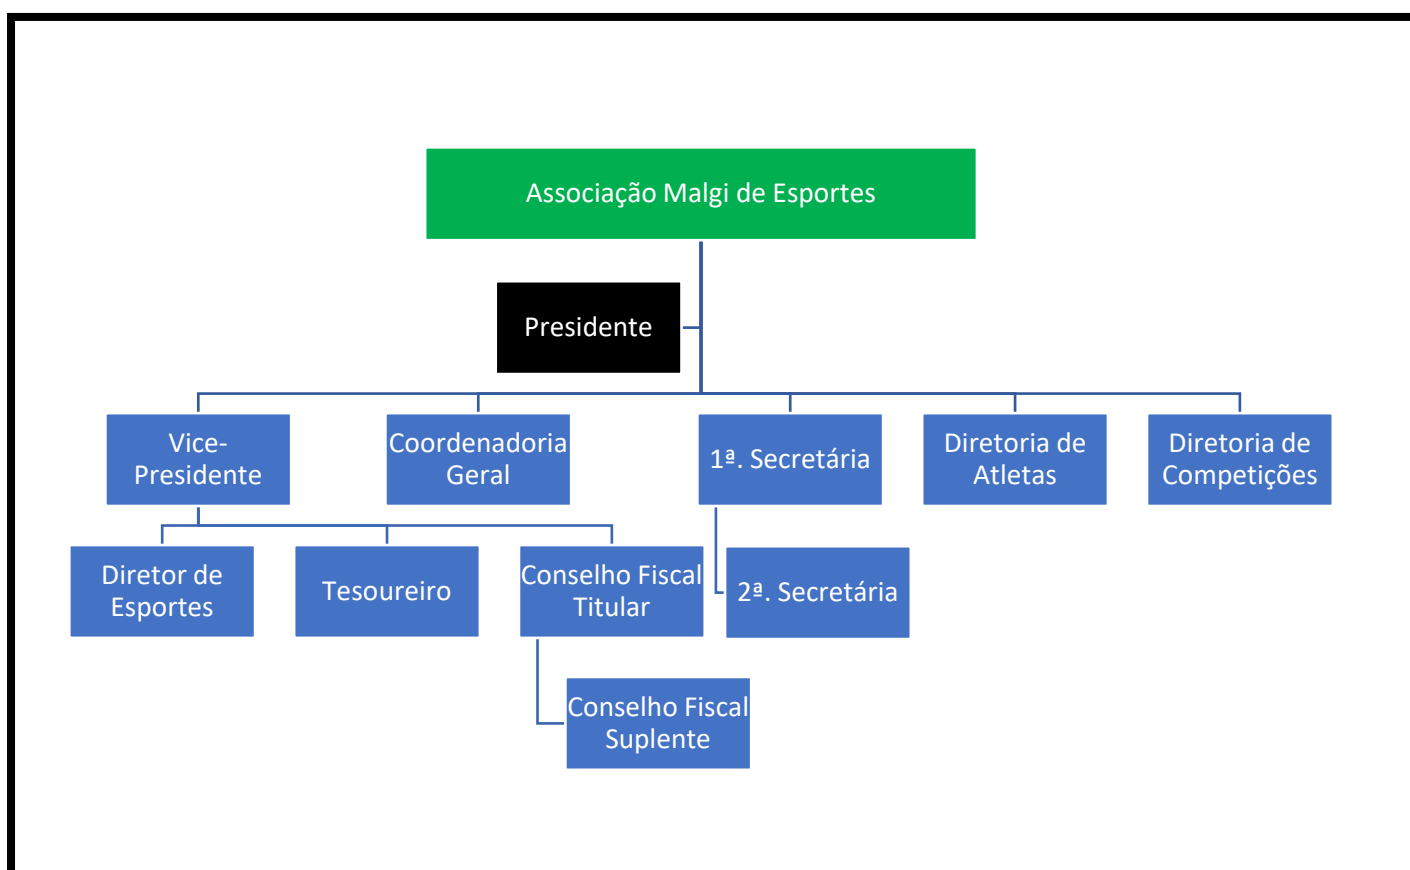 Associação Malgi de Esportes
Presidente
Vice-
Presidente
Coordenadoria
Geral
1ª. Secretária
Diretoria de
Atletas
Diretoria de
Competições
Diretor de
Esportes
Tesoureiro
Conselho Fiscal
Titular
2ª. Secretária
Conselho Fiscal
Suplente